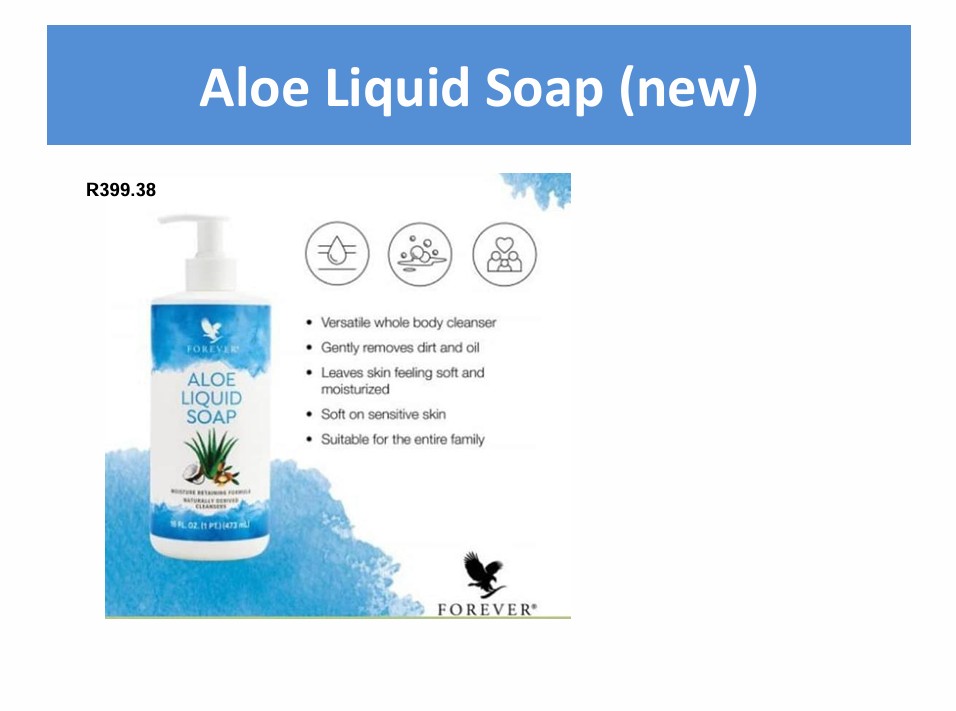 Aloe Liquid Soap (new)
R399.38
FOREVER®
ALOE
LIQUID
SOAP
MOISTURE RETAINING FORMULA
NATURALLY DERIVED
CLEANSERS
16 FL. OZ. (1 PT.) (473 mL)
• Versatile whole body cleanser
• Gently removes dirt and oil
• Leaves skin feeling soft and
moisturized
• Soft on sensitive skin
• Suitable for the entire family
FOREVER®